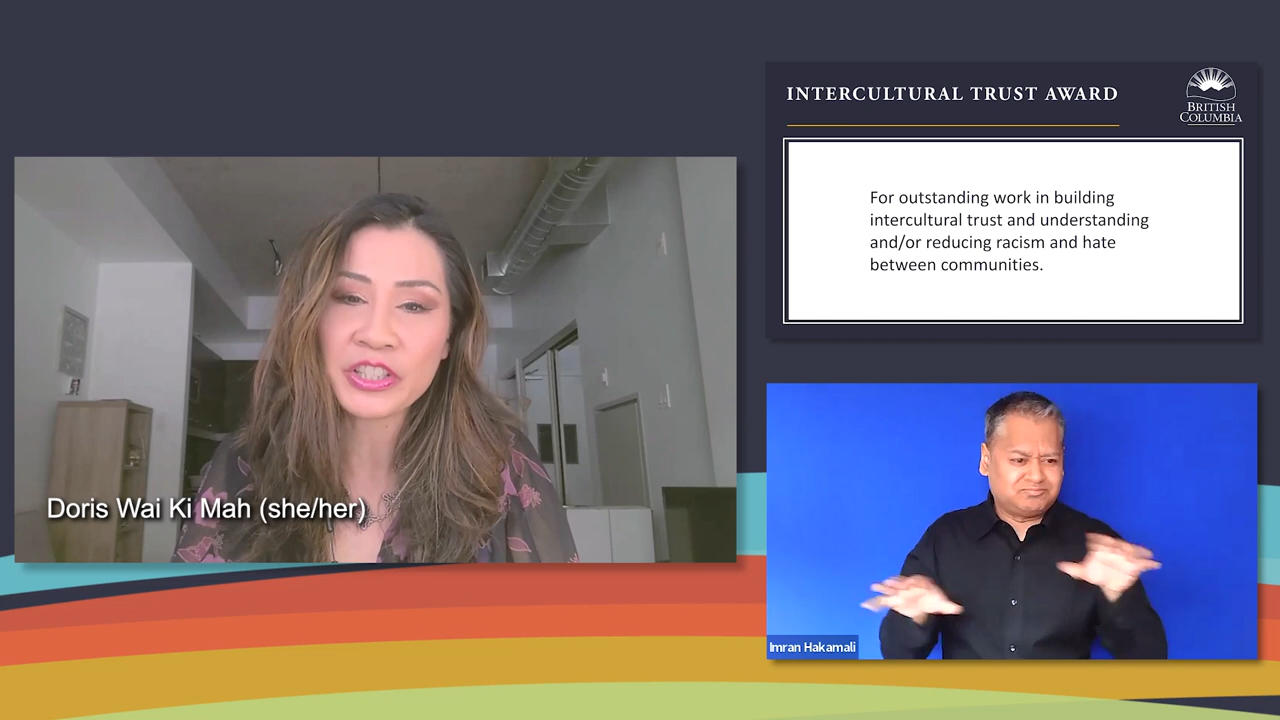 INTERCULTURAL TRUST AWARD
BRITISH
COLUMBIA
For outstanding work in building
intercultural trust and understanding
and/or reducing racism and hate
between communities.
Doris Wai Ki Mah (she/her)
Imran Hakamali